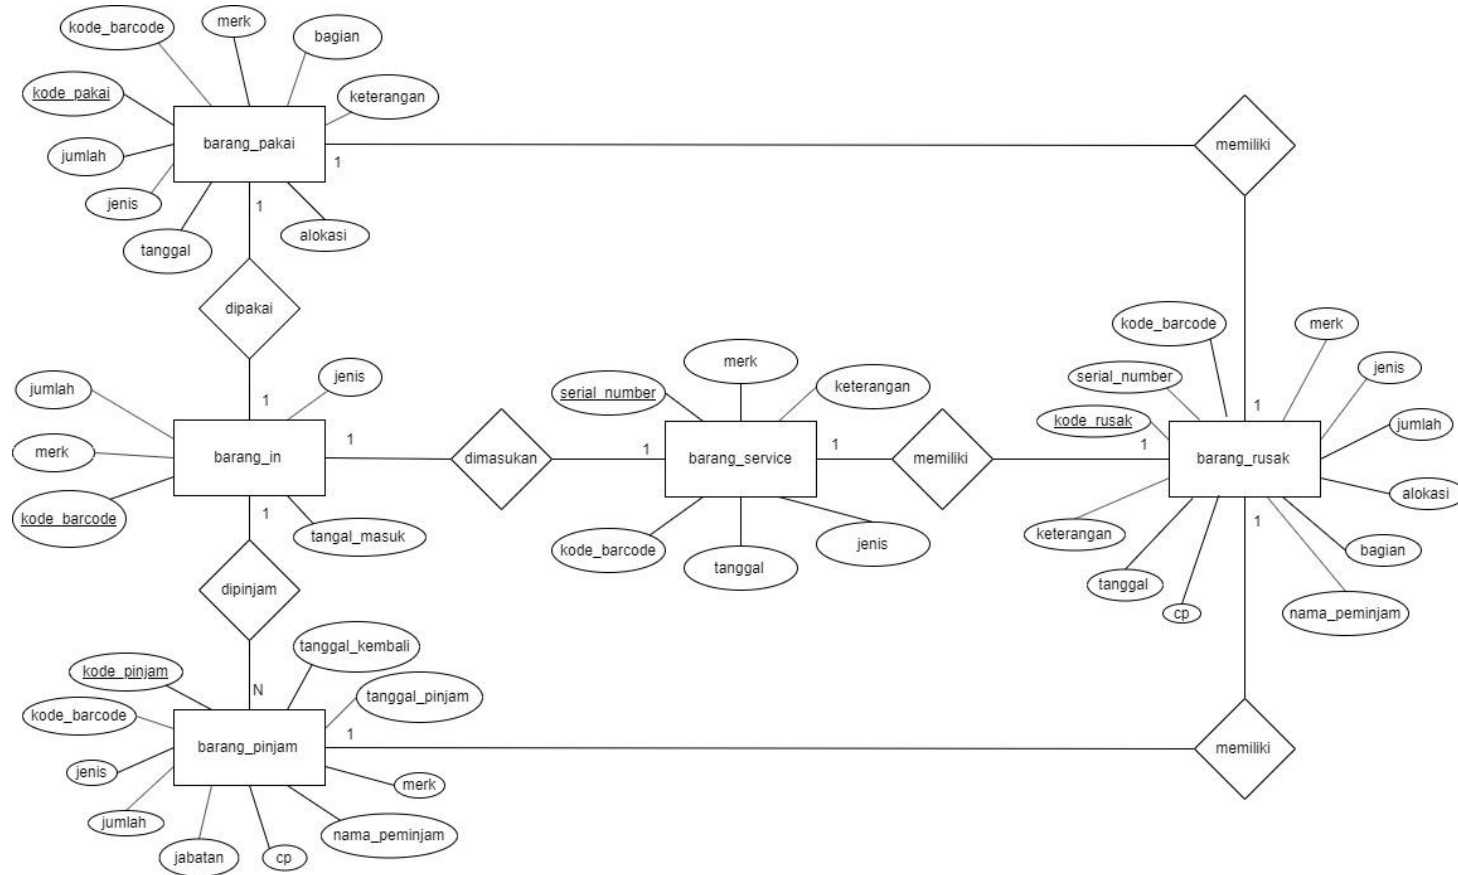 merk
kode_barcode
bagian
kode_pakai
keterangan
barang_pakai
memiliki
1
jumlah
jenis
1
alokasi
tanggal
dipakai
kode_barcode
merk
merk
jenis
jenis
serial_number
keterangan
jumlah
serial_number
kode_rusak
1
1
jumlah
1
1
1
1
1
merk
barang_in
dimasukan
barang_service
memiliki
barang_rusak
alokasi
kode_barcode
1
tangal_masuk
kode_barcode
jenis
keterangan
1
bagian
tanggal
tanggal
dipinjam
cp
nama_peminjam
tanggal_kembali
kode_pinjam
N
tanggal_pinjam
kode_barcode
1
barang_pinjam
memiliki
jenis
merk
jumlah
nama_peminjam
jabatan
cp